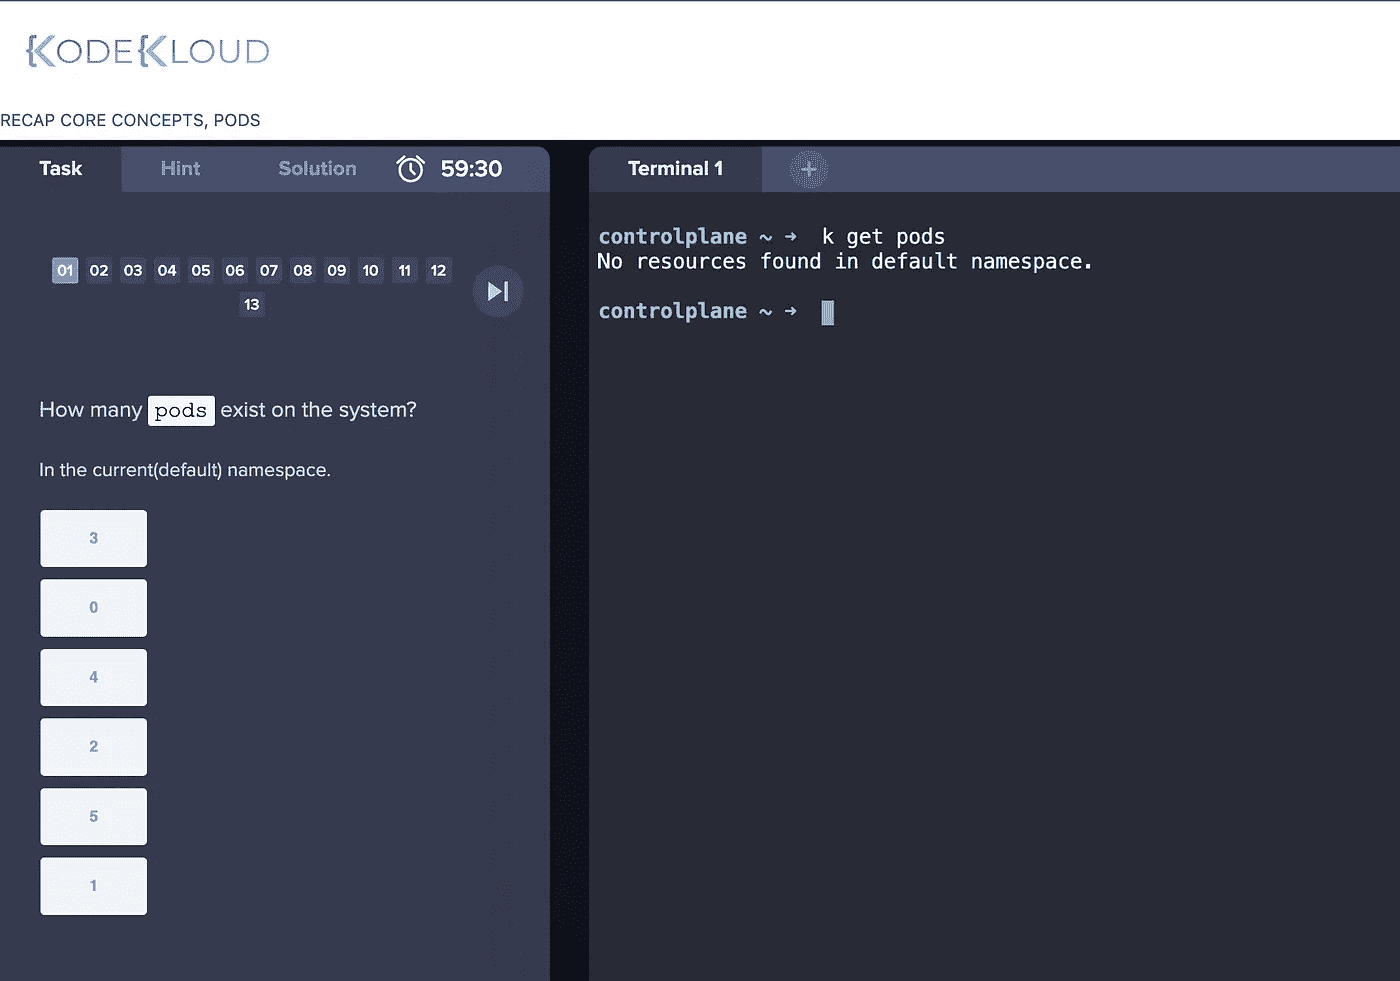 KODEKLOUD
RECAP CORE CONCEPTS, PODS
Task Hint Solution 59:30
01 02 03 04 05 06 07 08 09 10 11 12
13
How many pods exist on the system?
In the current(default) namespace.
3
0
4
2
5
1
Terminal 1 +
controlplane ~ → k get pods
No resources found in default namespace.
controlplane ~ →